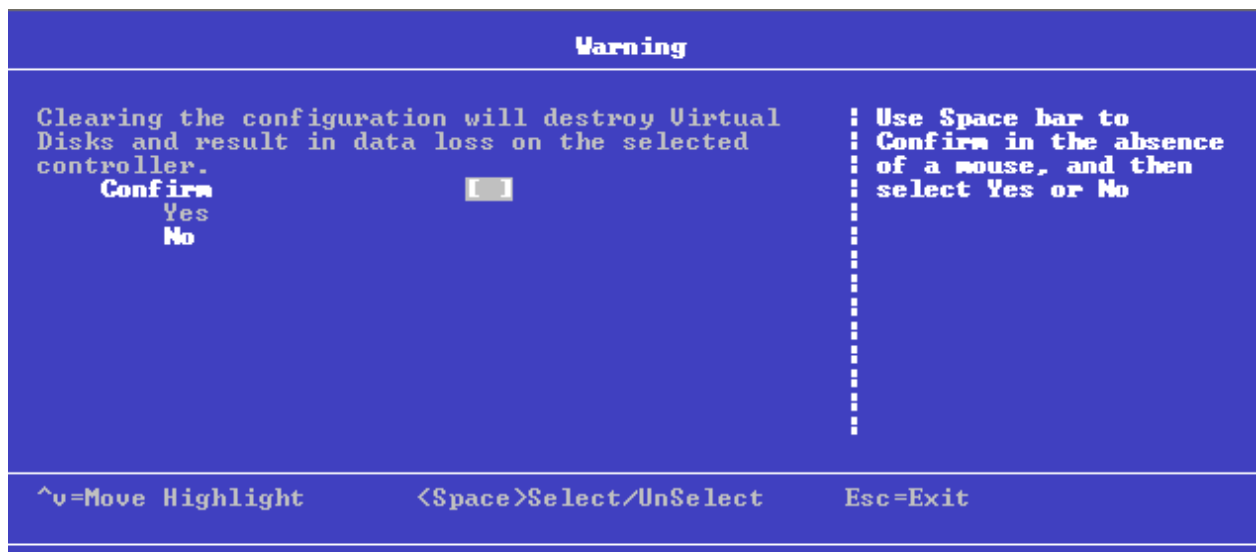 Warning
Clearing the configuration will destroy Virtual
Disks and result in data loss on the selected
controller.
Confirm [ ]
Yes
No
Use Space bar to
Confirm in the absence
of a mouse, and then
select Yes or No
^v=Move Highlight <Space>Select/UnSelect Esc=Exit